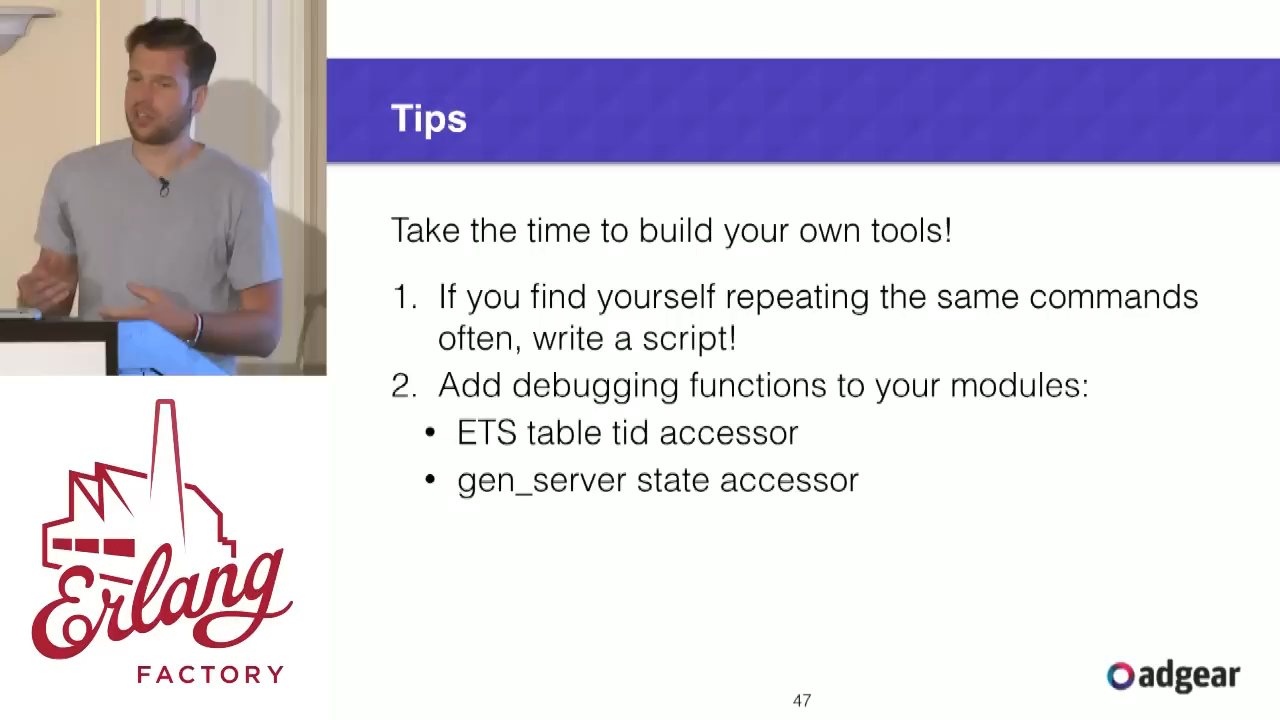 Tips
Take the time to build your own tools!
1. If you find yourself repeating the same commands
often, write a script!
2. Add debugging functions to your modules:
• ETS table tid accessor
• gen_server state accessor
Erlang
FACTORY
adgear
47